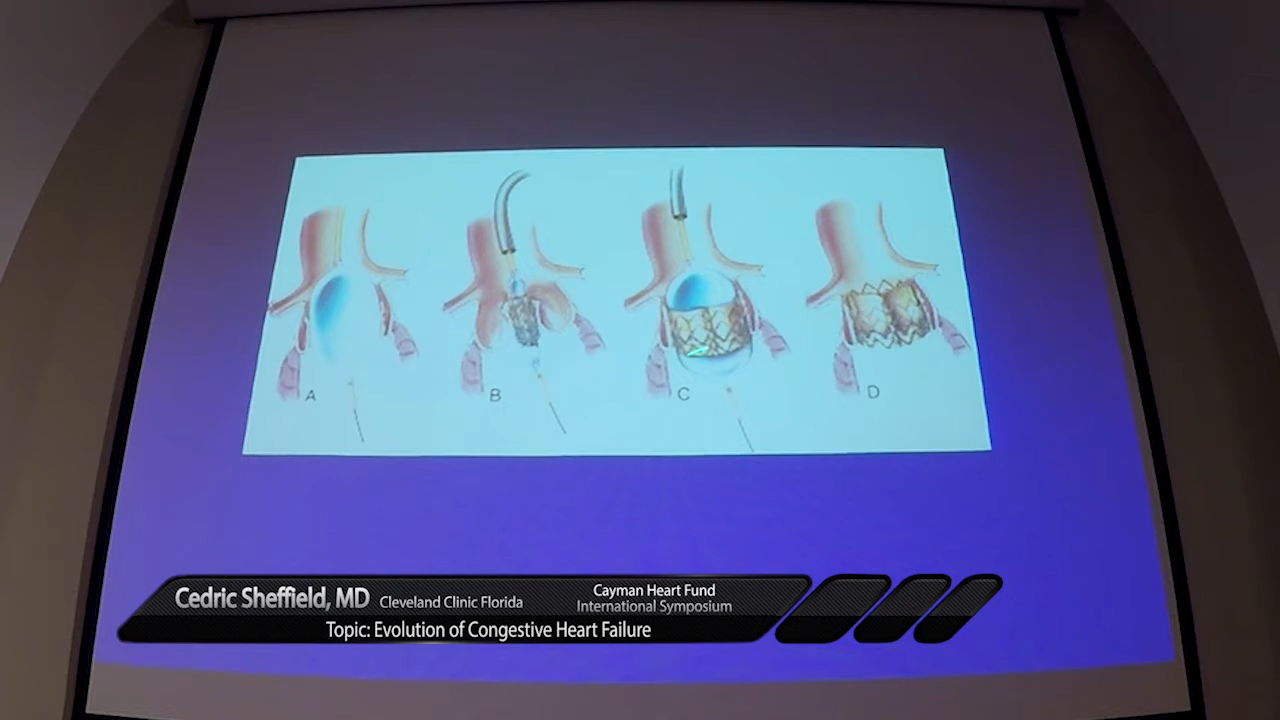 A
B
C
D
Cedric Sheffield, MD Cleveland Clinic Florida
Cayman Heart Fund
International Symposium
Topic: Evolution of Congestive Heart Failure